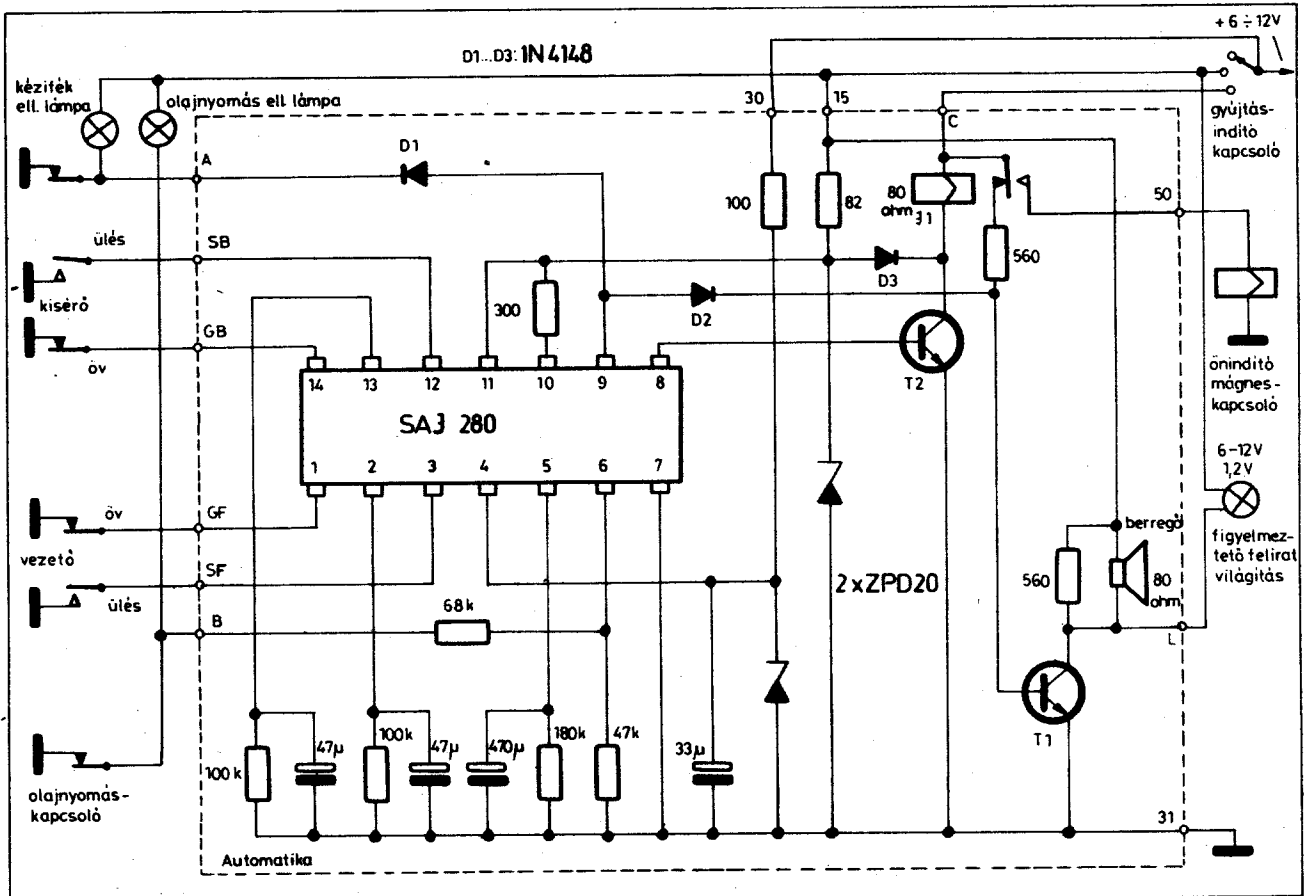 + 6 ÷ 12V
D1...D3: 1N 4148
kézifék
ell. lámpa
olajnyomás ell. lámpa
30
15
C
gyújtás-
indító
kapcsoló
A
D1
100
82
80
ohm
J1
50
560
ülés
SB
D3
kisérő
300
D2
GB
öv
T2
önindító
mágnes-
kapcsoló
14
13
12
11
10
9
8
SAJ 280
1
2
3
4
5
6
7
6-12V
1,2V
öv
GF
berregő
vezető
figyelmez-
tető felirat
világítás
SF
ülés
2xZPD20
560
80
ohm
68k
B
L
47µ
100k
47µ
470µ
180k
47k
33µ
T1
100k
olajnyomás-
kapcsoló
31
Automatika